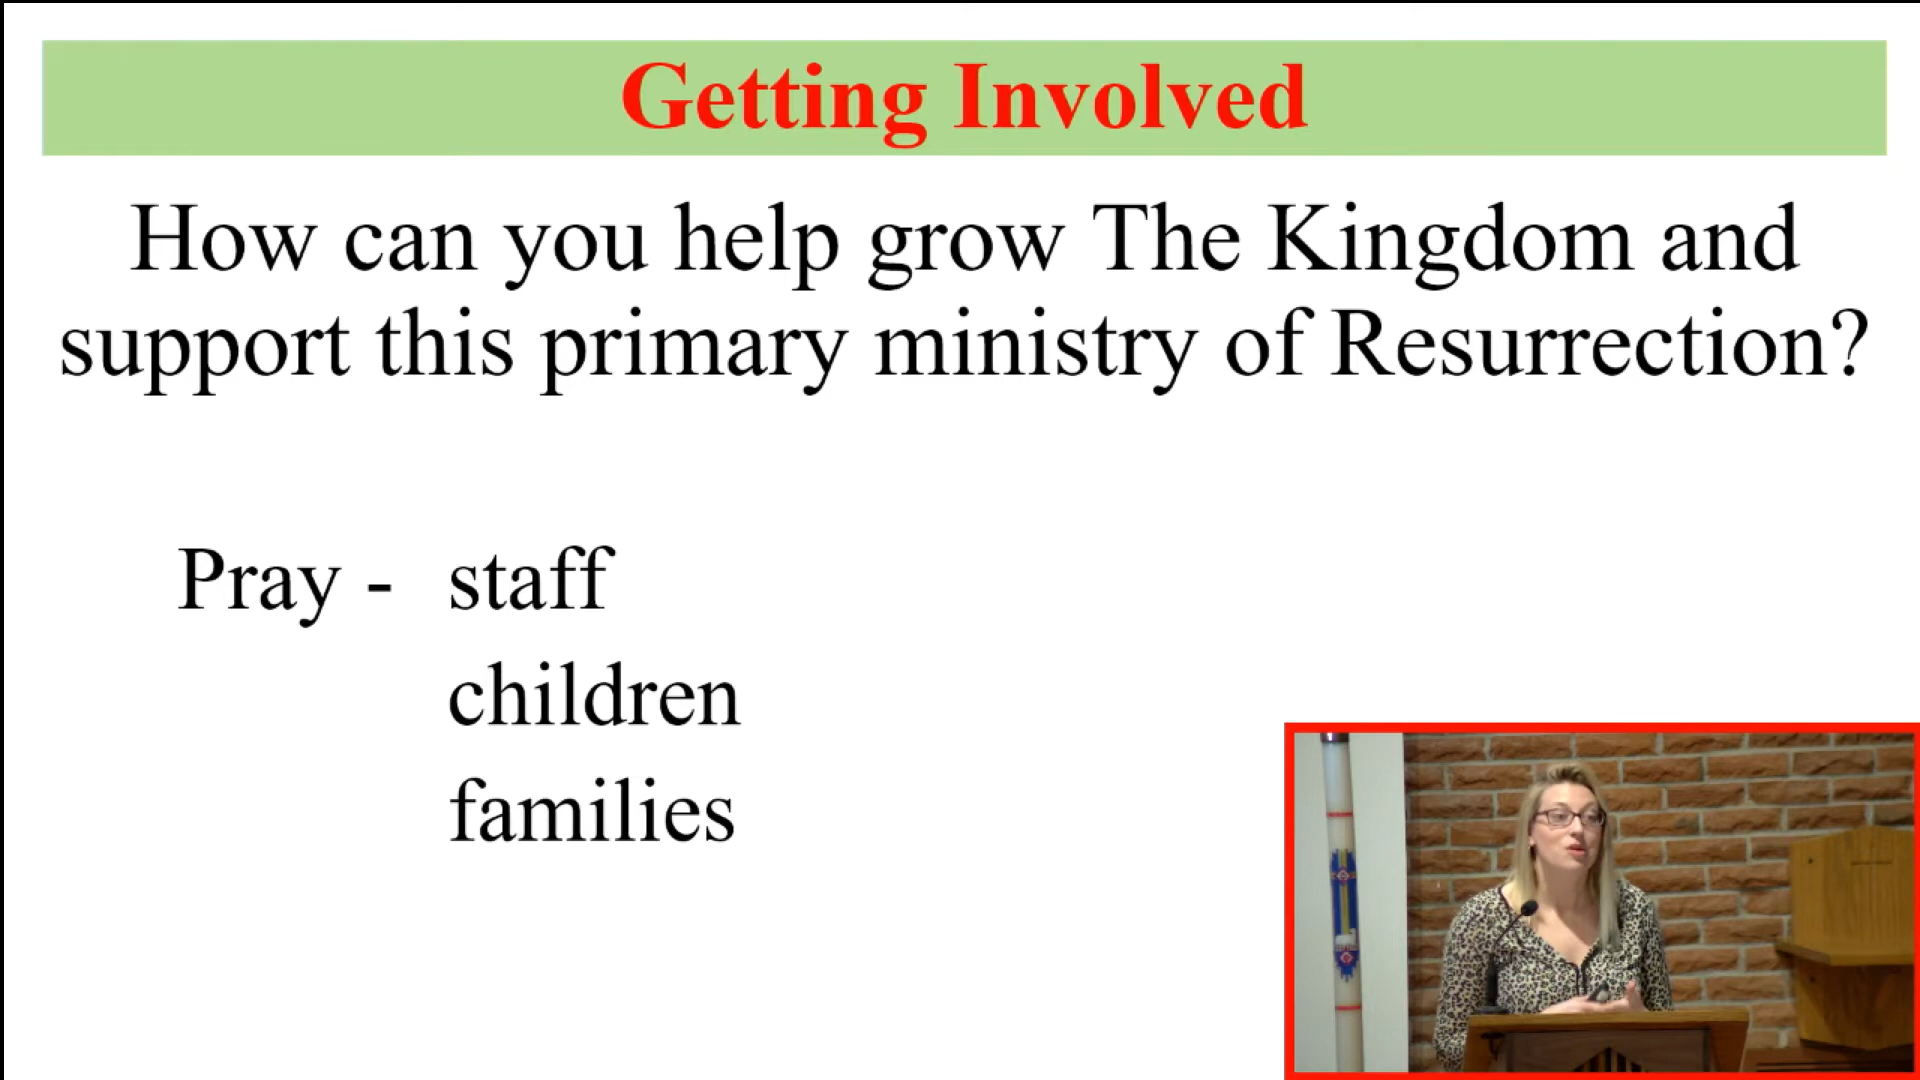 Getting Involved
How can you help grow The Kingdom and
support this primary ministry of Resurrection?
Pray - staff
children
families